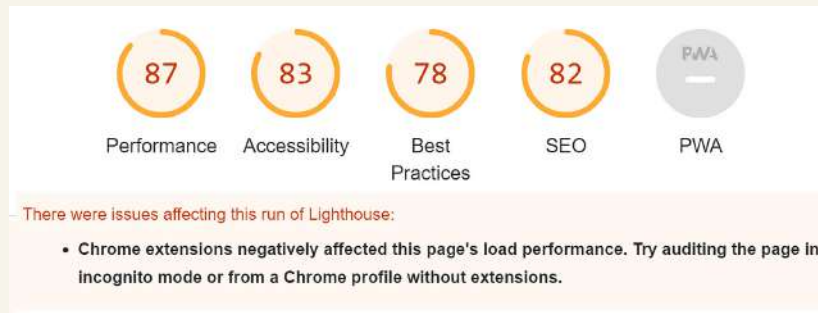 87 83 78 82 PWA
Performance Accessibility Best Practices SEO PWA
There were issues affecting this run of Lighthouse:
• Chrome extensions negatively affected this page's load performance. Try auditing the page in
incognito mode or from a Chrome profile without extensions.